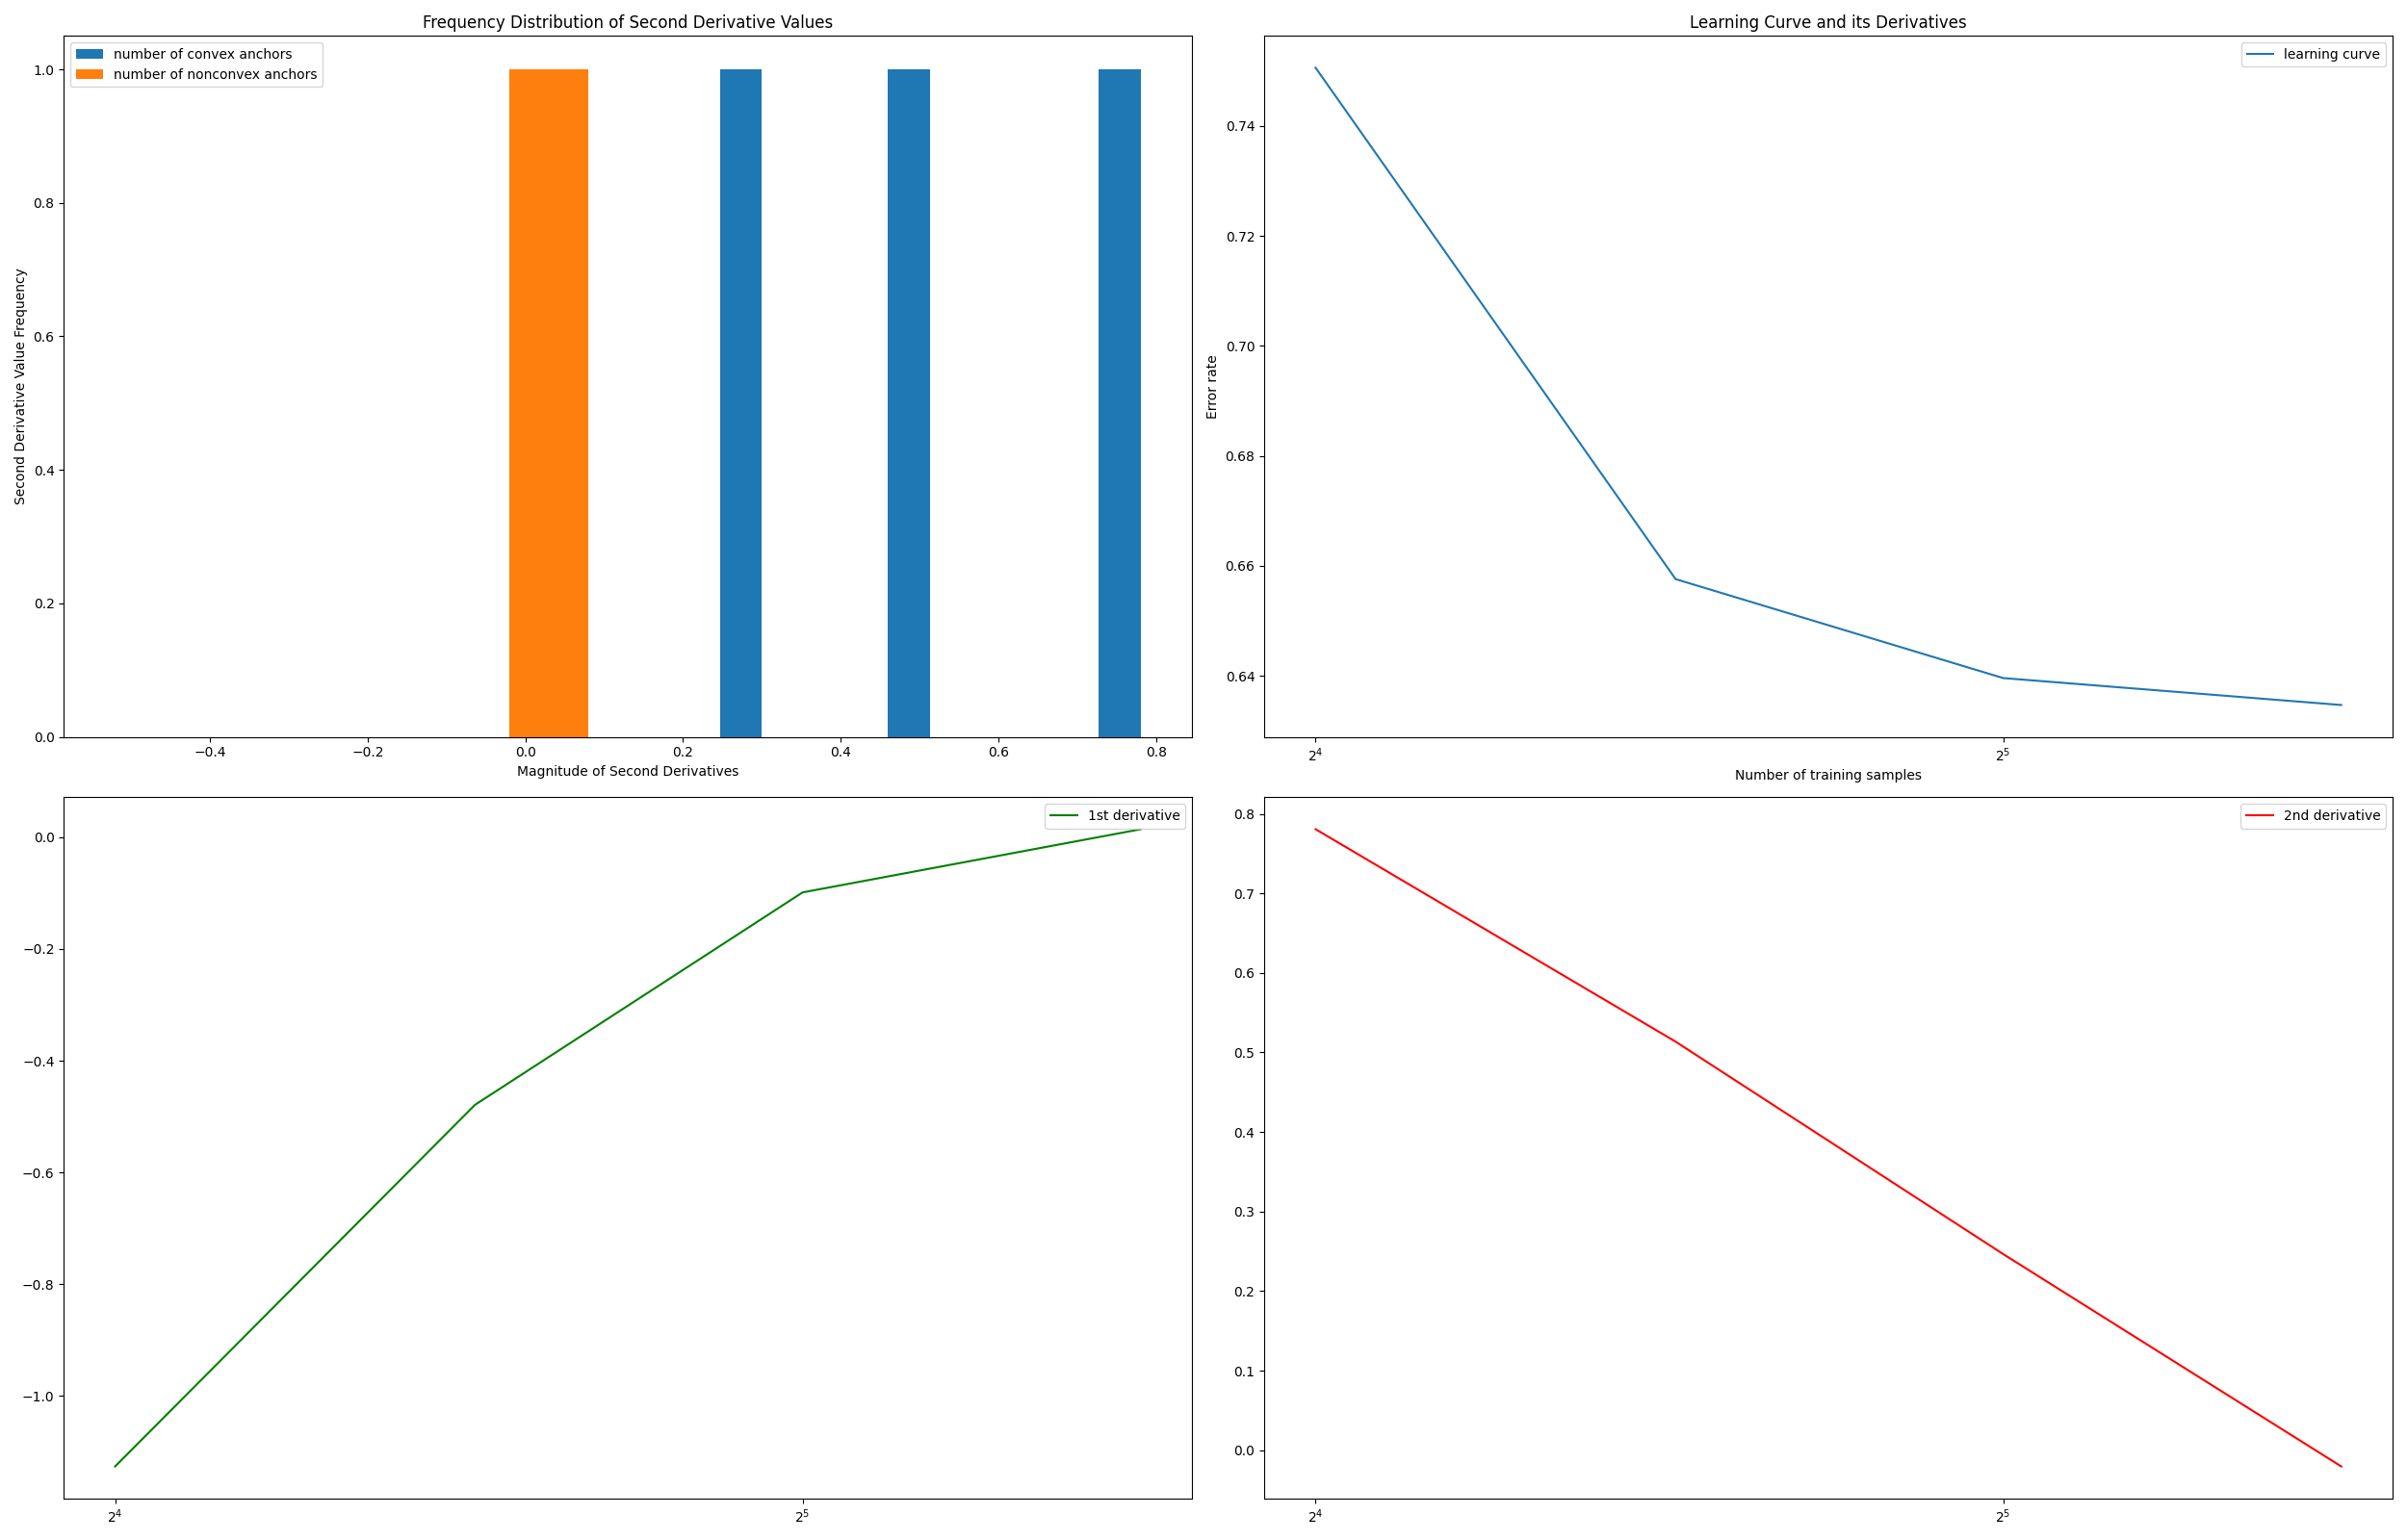 Frequency Distribution of Second Derivative Values
number of convex anchors
number of nonconvex anchors
1.0
0.8
0.6
0.4
0.2
0.0
Second Derivative Value Frequency
−0.4 −0.2 0.0 0.2 0.4 0.6 0.8
Magnitude of Second Derivatives
Learning Curve and its Derivatives
learning curve
0.74
0.72
0.70
0.68
0.66
0.64
Error rate
2⁴ 2⁵
Number of training samples
1st derivative
0.0
−0.2
−0.4
−0.6
−0.8
−1.0
2⁴ 2⁵
2nd derivative
0.8
0.7
0.6
0.5
0.4
0.3
0.2
0.1
0.0
2⁴ 2⁵